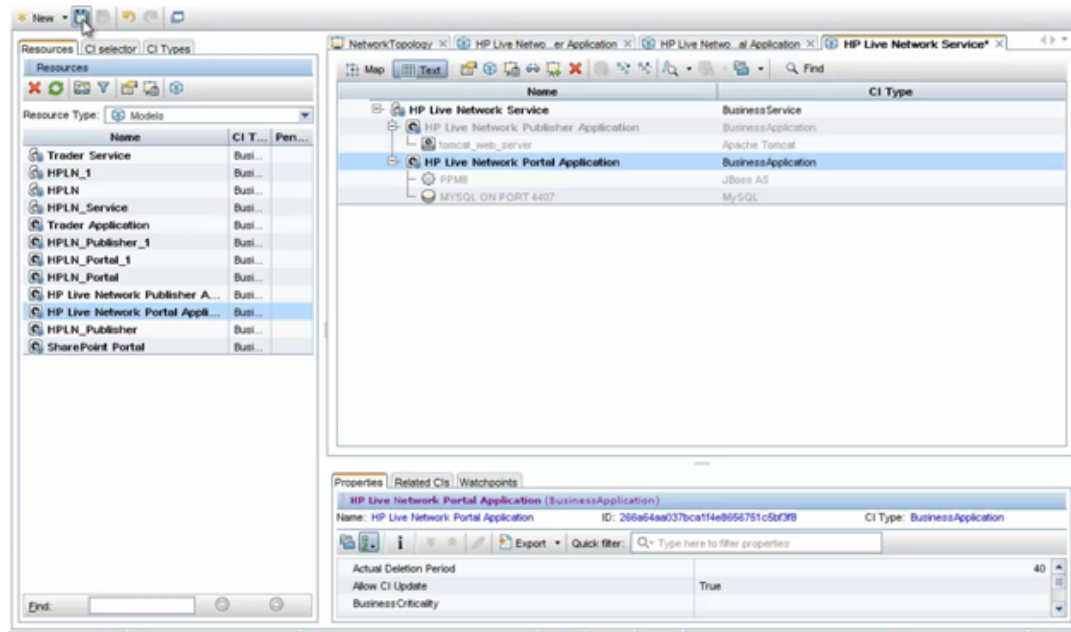 New
Resources CI selector CI Types
Resources
Resource Type: Models
Name CI T... Pen...
Trader Service Busi...
HPLN_1 Busi...
HPLN Busi...
HPLN_Service Busi...
Trader Application Busi...
HPLN_Publisher_1 Busi...
HPLN_Portal_1 Busi...
HPLN_Portal Busi...
HP Live Network Publisher A... Busi...
HP Live Network Portal Appli... Busi...
HPLN_Publisher Busi...
SharePoint Portal Busi...
Find:
NetworkTopology HP Live Netwo...er Application HP Live Netwo...al Application HP Live Network Service*
Map Text Find
Name CI Type
HP Live Network Service BusinessService
HP Live Network Publisher Application BusinessApplication
tomcat_web_server Apache Tomcat
HP Live Network Portal Application BusinessApplication
PPM8 JBoss AS
MYSQL ON PORT 4407 MySQL
Properties Related CIs Watchpoints
HP Live Network Portal Application (BusinessApplication)
Name: HP Live Network Portal Application ID: 266a64aa037bca1f4e8656751c5bf3f8 CI Type: BusinessApplication
Export Quick filter: Type here to filter properties
Actual Deletion Period 40
Allow CI Update True
BusinessCriticality